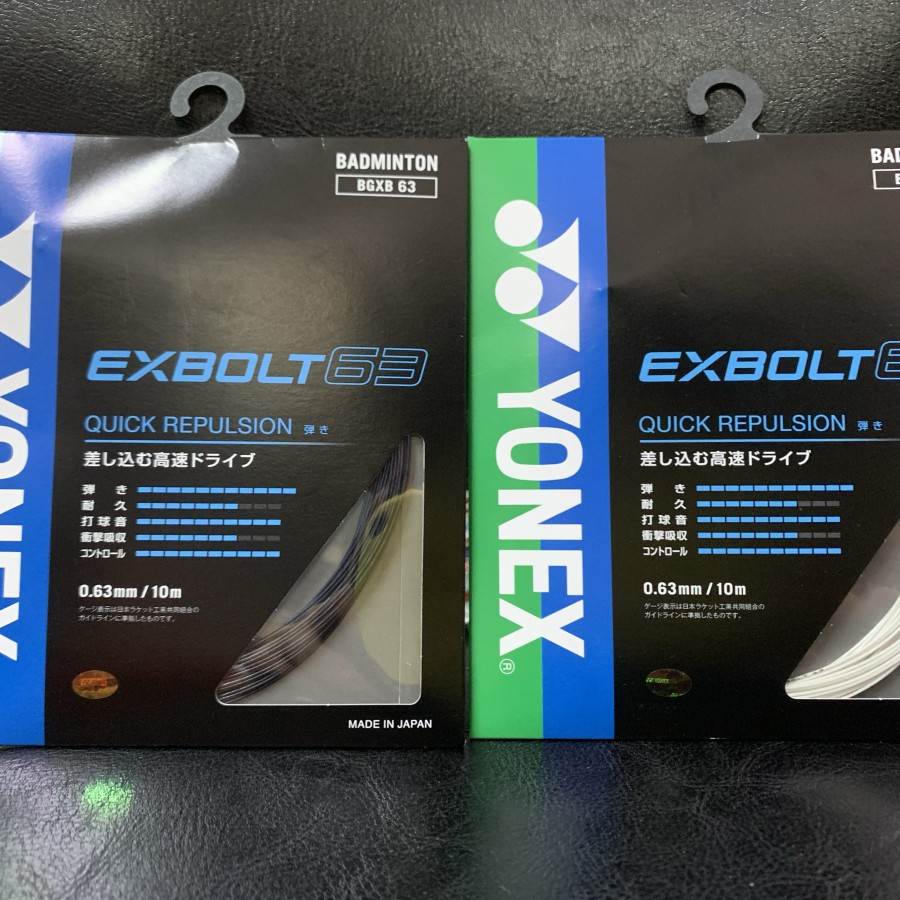 BADMINTON
BGXB 63
YONEX
EXBOLT63
QUICK REPULSION 弾き
差し込む高速ドライブ
弾き
耐久
打球音
衝撃吸収
コントロール
0.63mm/10m
ゲージ表示は日本ラケット工業共同組合の
ガイドラインに準拠したものです。
MADE IN JAPAN
BAD
YONEX
®
EXBOLT6
QUICK REPULSION 弾き
差し込む高速ドライブ
弾き
耐久
打球音
衝撃吸収
コントロール
0.63mm/10m
ゲージ表示は日本ラケット工業共同組合の
ガイドラインに準拠したものです。
YONEX